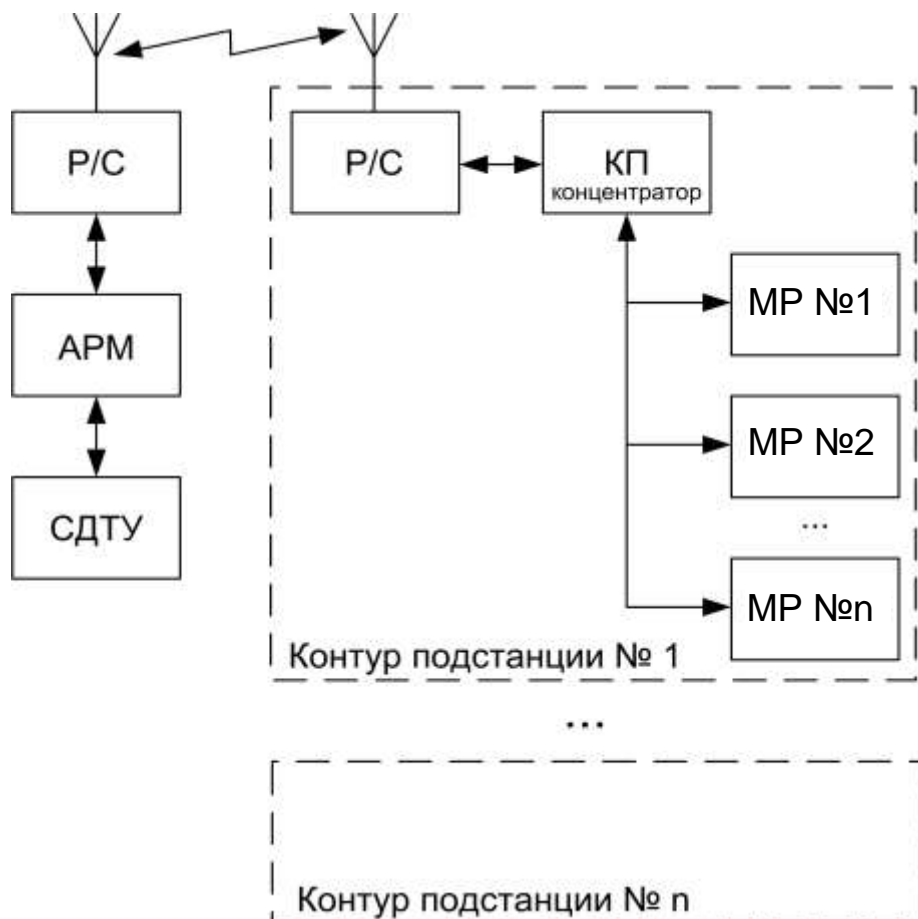 Р/С
Р/С
КП
концентратор
АРМ
МР №1
СДТУ
МР №2
...
МР №n
Контур подстанции № 1
...
Контур подстанции № n